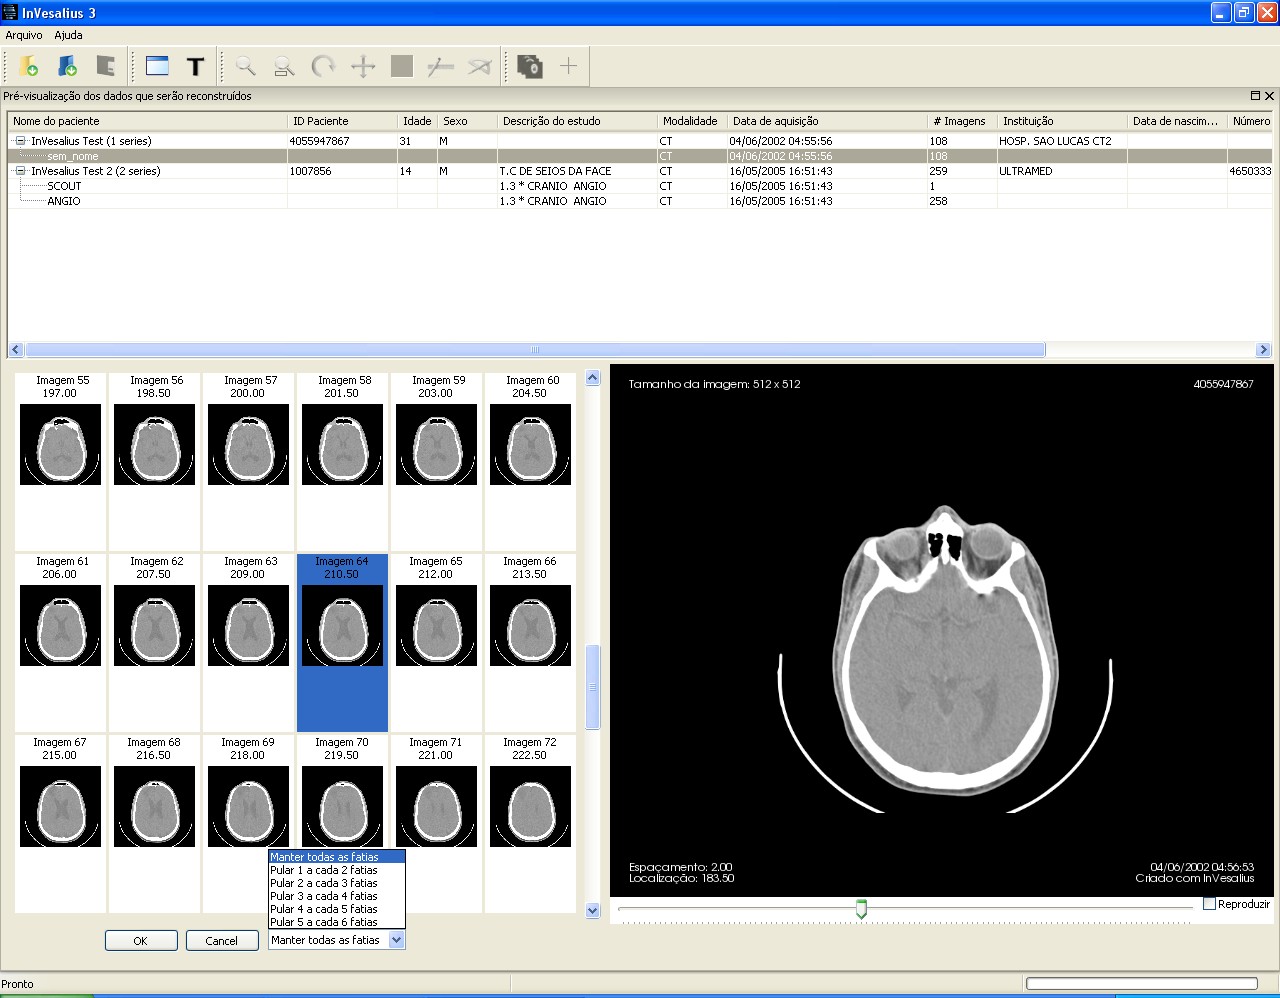 InVesalius 3
Arquivo Ajuda
T
Pré-visualização dos dados que serão reconstruídos
Nome do paciente ID Paciente Idade Sexo Descrição do estudo Modalidade Data de aquisição # Imagens Instituição Data de nascim... Número
InVesalius Test (1 series) 4055947867 31 M CT 04/06/2002 04:55:56 108 HOSP. SAO LUCAS CT2
sem_nome CT 04/06/2002 04:55:56 108
InVesalius Test 2 (2 series) 1007856 14 M T.C DE SEIOS DA FACE CT 16/05/2005 16:51:43 259 ULTRAMED 4650333
SCOUT 1.3 * CRANIO ANGIO CT 16/05/2005 16:51:43 1
ANGIO 1.3 * CRANIO ANGIO CT 16/05/2005 16:51:43 258
Imagem 55 Imagem 56 Imagem 57 Imagem 58 Imagem 59 Imagem 60
197.00 198.50 200.00 201.50 203.00 204.50
Imagem 61 Imagem 62 Imagem 63 Imagem 64 Imagem 65 Imagem 66
206.00 207.50 209.00 210.50 212.00 213.50
Imagem 67 Imagem 68 Imagem 69 Imagem 70 Imagem 71 Imagem 72
215.00 216.50 218.00 219.50 221.00 222.50
Manter todas as fatias
Pular 1 a cada 2 fatias
Pular 2 a cada 3 fatias
Pular 3 a cada 4 fatias
Pular 4 a cada 5 fatias
Pular 5 a cada 6 fatias
OK Cancel Manter todas as fatias
Tamanho da imagem: 512 x 512 4055947867
Espaçamento: 2.00 04/06/2002 04:56:53
Localização: 183.50 Criado com InVesalius
Reproduzir
Pronto